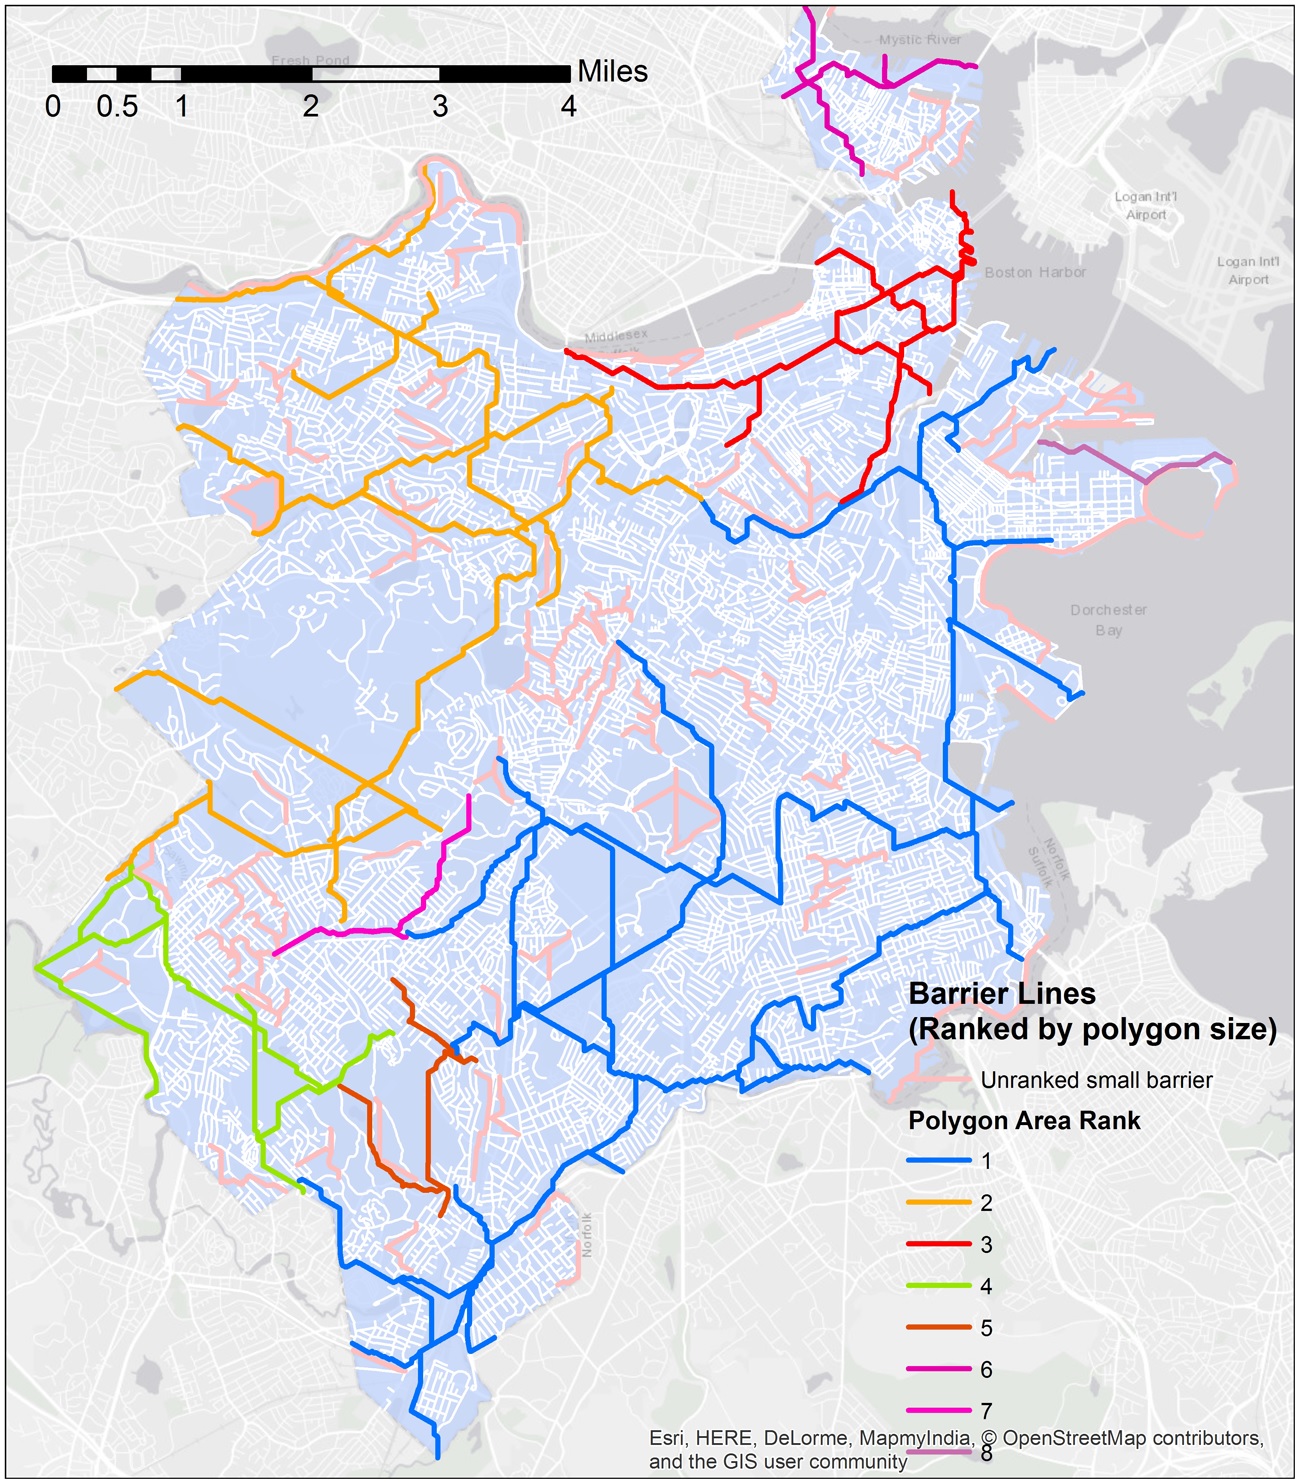 Mystic River
Fresh Pond
Miles
0 0.5 1 2 3 4
Logan Int'l
Airport
Logan Int'l
Airport
Boston Harbor
Middlesex
Suffolk
Dorchester
Bay
Norfolk
Suffolk
Barrier Lines
(Ranked by polygon size)
Unranked small barrier
Polygon Area Rank
1
2
3
4
5
6
7
8
Norfolk
Esri, HERE, DeLorme, MapmyIndia, © OpenStreetMap contributors,
and the GIS user community